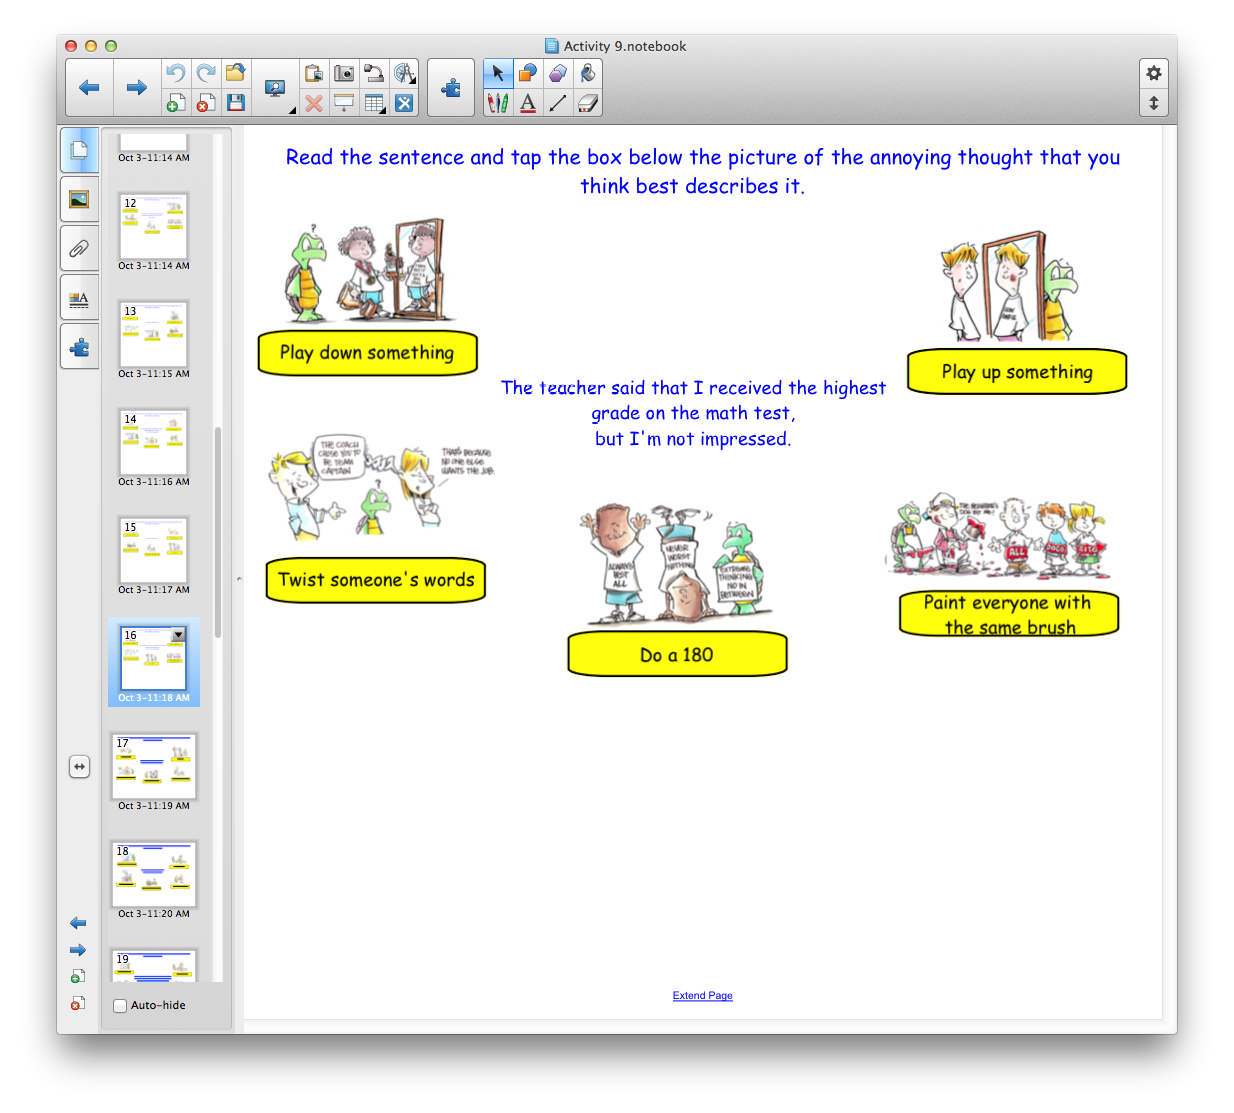 Activity 9.notebook
Oct 3-11:14 AM
12
Oct 3-11:14 AM
13
Oct 3-11:15 AM
14
Oct 3-11:16 AM
15
Oct 3-11:17 AM
16
Oct 3-11:18 AM
17
Oct 3-11:19 AM
18
Oct 3-11:20 AM
19
Auto-hide
Read the sentence and tap the box below the picture of the annoying thought that you
think best describes it.
?
Play down something
Play up something
The teacher said that I received the highest
grade on the math test,
but I'm not impressed.
THE COACH
CHOSE YOU TO
BE TEAM
CAPTAIN
THAT'S BECAUSE
NO ONE ELSE
WANTS THE JOB.
?
Twist someone's words
ALWAYS
BEST
ALL
NEVER
WORST
NOTHING
EXTREME
THINKING
NO IN
BETWEEN
Do a 180
ALL
Paint everyone with
the same brush
Extend Page